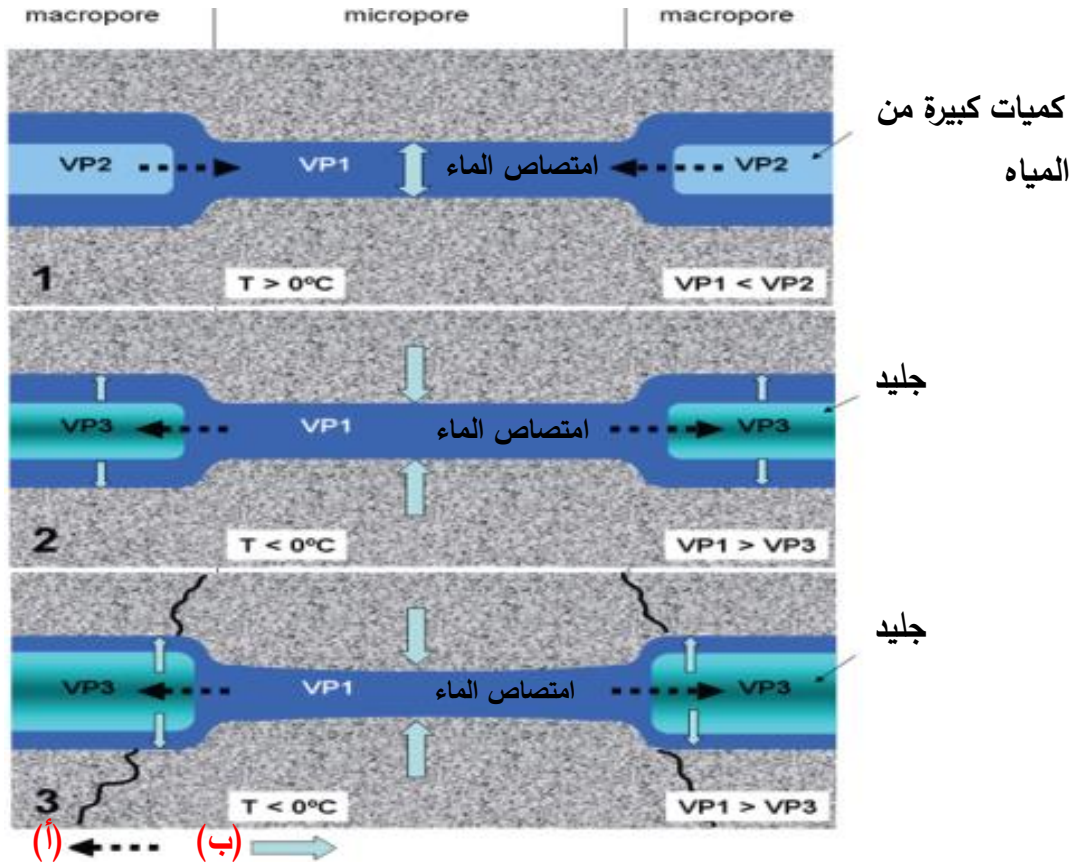 macropore
micropore
macropore
VP2
VP1
امتصاص الماء
VP2
كميات كبيرة من
المياه
1
T > 0ºC
VP1 < VP2
جليد
VP3
VP1
امتصاص الماء
VP3
2
T < 0ºC
VP1 > VP3
جليد
VP3
VP1
امتصاص الماء
VP3
3
T < 0ºC
VP1 > VP3
(أ)
(ب)